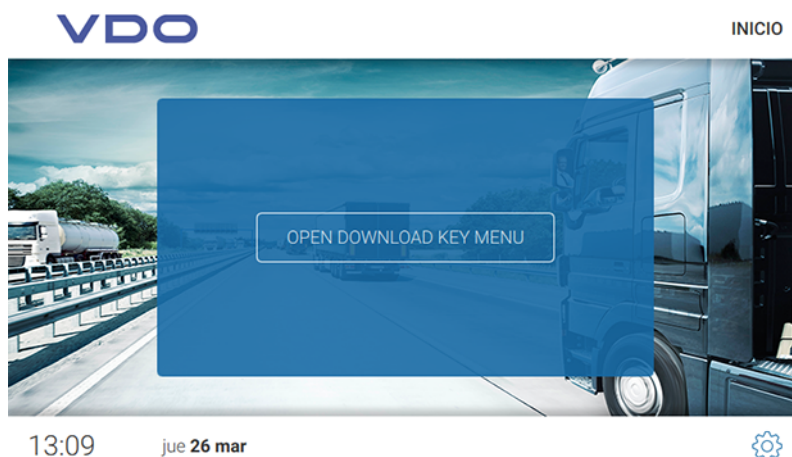 VDO
INICIO
OPEN DOWNLOAD KEY MENU
13:09
jue 26 mar